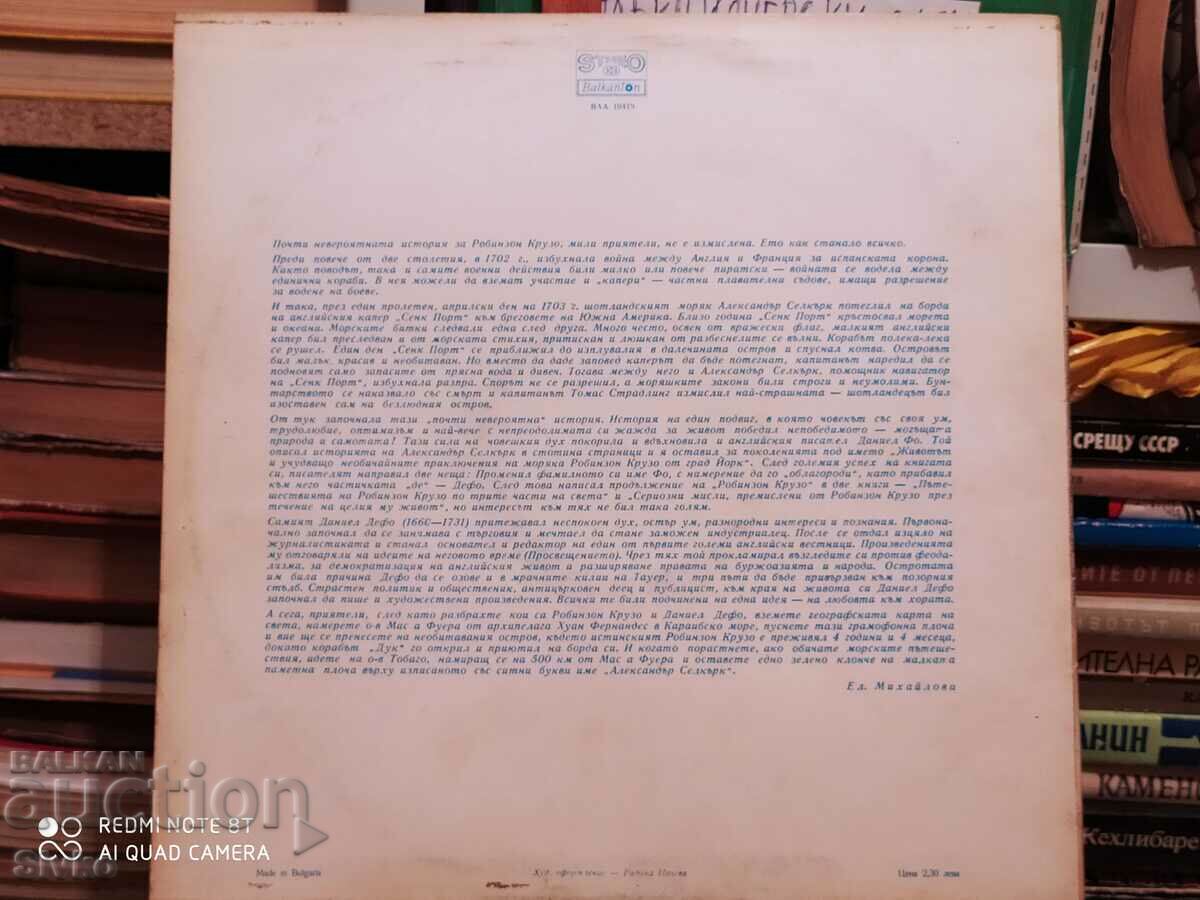 STEREO
Balkanton
ВАА 10419
Почти невероятната история за Робинзон Крузо, мили приятели, не е измислена. Ето как станало всичко.
Преди повече от две столетия, в 1702 г., избухнала война между Англия и Франция за испанската корона.
Както поводът, така и самите военни действия били малко или повече пиратски — войната се водела между
единични кораби. В нея можели да вземат участие и „капери“ — частни плавателни съдове, имащи разрешение
за водене на боеве.
И така, през един пролетен, априлски ден на 1703 г. шотландският моряк Александър Селкърк потеглил на борда
на английския капер „Сенк Порт“ към бреговете на Южна Америка. Близо година „Сенк Порт“ кръстосвал морета
и океани. Морските битки следвали една след друга. Много често, освен от вражески флаг, малкият английски
капер бил преследван и от морската стихия, притискан и люшкан от разбеснелите се вълни. Корабът полека-лека
се рушел. Един ден „Сенк Порт“ се приближил до изплувалия в далечината остров и спуснал котва. Островът
бил малък, красив и необитаван. Но вместо да даде заповед каперът да бъде потегнат, капитанът наредил да се
подновят само запасите от прясна вода и дивеч. Тогава между него и Александър Селкърк, помощник навигатор
на „Сенк Порт“, избухнала разпра. Спорът не се разрешил, а моряшките закони били строги и неумолими. Бун-
тарството се наказвало със смърт и капитанът Томас Страдлинг измислил най-страшната — шотландецът бил
изоставен сам на безлюдния остров.
От тук започнала тази „почти невероятна“ история. История на един подвиг, в която човекът със своя ум,
трудолюбие, оптимизъм и най-вече с непреодолимата си жажда за живот победил непобедимото — могъщата
природа и самотата! Тази сила на човешкия дух покорила и вдъхновила и английския писател Даниел Фо. Той
описал историята на Александър Селкърк в стотина страници и я оставил за поколенията под името „Животът
и учудващо необичайните приключения на моряка Робинзон Крузо от град Йорк“. След големия успех на книгата
си, писателят направил две неща: Променил фамилното си име Фо, с намерение да го „облагороди“, като прибавил
към него частичката „де“ — Дефо. След това написал продължение на „Робинзон Крузо“ в две книги — „Пъте-
шествията на Робинзон Крузо по трите части на света“ и „Сериозни мисли, премислени от Робинзон Крузо през
течение на целия му живот“, но интересът към тях не бил така голям.
Самият Даниел Дефо (1660—1731) притежавал неспокоен дух, остър ум, разнородни интереси и познания. Първона-
чално започнал да се занимава с търговия и мечтаел да стане заможен индустриалец. После се отдал изцяло на
журналистиката и станал основател и редактор на един от първите големи английски вестници. Произведенията
му отговаряли на идеите на неговото време (Просвещението). Чрез тях той прокламирал възгледите си против феода-
лизма, за демократизация на английския живот и разширяване правата на буржоазията и народа. Остротата
им била причина Дефо да се озове и в мрачните килии на Тауер, и три пъти да бъде привързван към позорния
стълб. Страстен политик и общественик, антицърковен деец и публицист, към края на живота си Даниел Дефо
започнал да пише и художествени произведения. Всички те били подчинени на една идея — на любовта към хората.
А сега, приятели, след като разбрахте кои са Робинзон Крузо и Даниел Дефо, вземете географската карта на
света, намерете о-в Мас а Фуера от архипелага Хуан Фернандес в Караибско море, пуснете тази грамофонна плоча
и вие ще се пренесете на необитавания остров, където истинският Робинзон Крузо е преживял 4 години и 4 месеца,
докато корабът „Дук“ го открил и приютил на борда си. И когато порастнете, ако обичате морските пътеше-
ствия, идете на о-в Тобаго, намиращ се на 500 км от Мас а Фуера и оставете едно зелено клонче на малката
паметна плоча върху изписаното със ситни букви име „Александър Селкърк“.
Ел. Михайлова
Made in Bulgaria
Худ. оформление —
Цена 2,30 лева
СРЕЩУ СССР
ИТЕЛНА Р
АНИН
КАМЕН
Кехлибаре
BALKAN
auction
REDMI NOTE 8T
AI QUAD CAMERA
Sivko